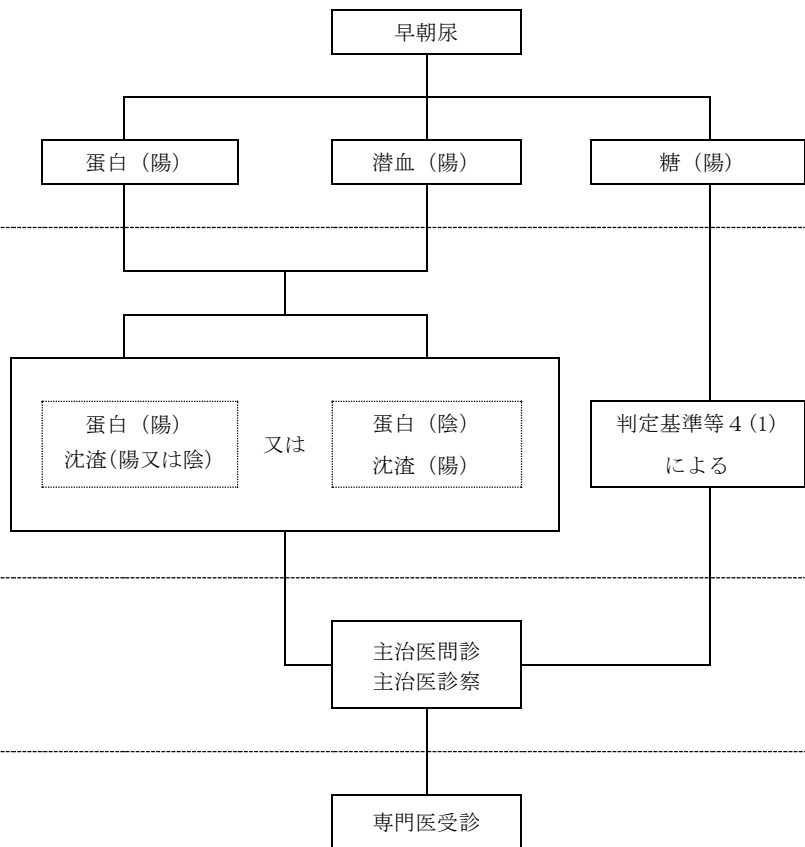 早朝尿
蛋白（陽）
潜血（陽）
糖（陽）
蛋白（陽）
沈渣(陽又は陰)
又は
蛋白（陰）
沈渣（陽）
判定基準等４(1)
による
主治医問診
主治医診察
専門医受診